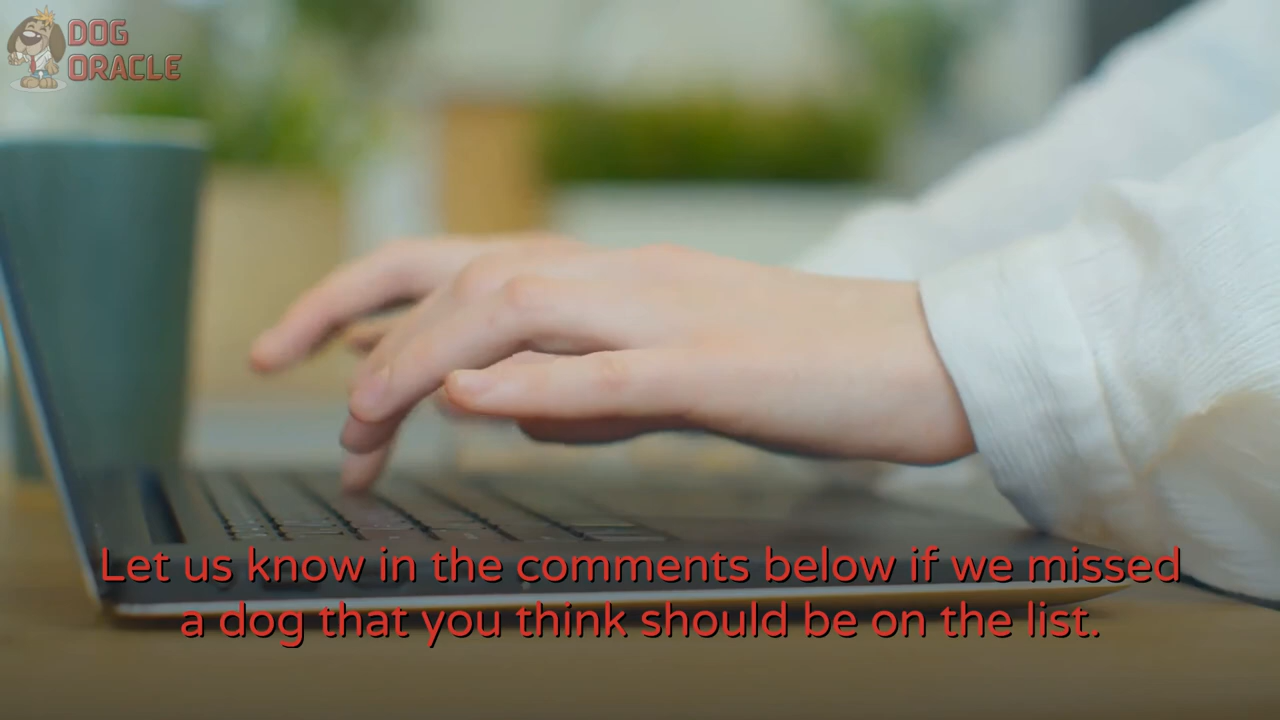 DOG
ORACLE
Let us know in the comments below if we missed
a dog that you think should be on the list.